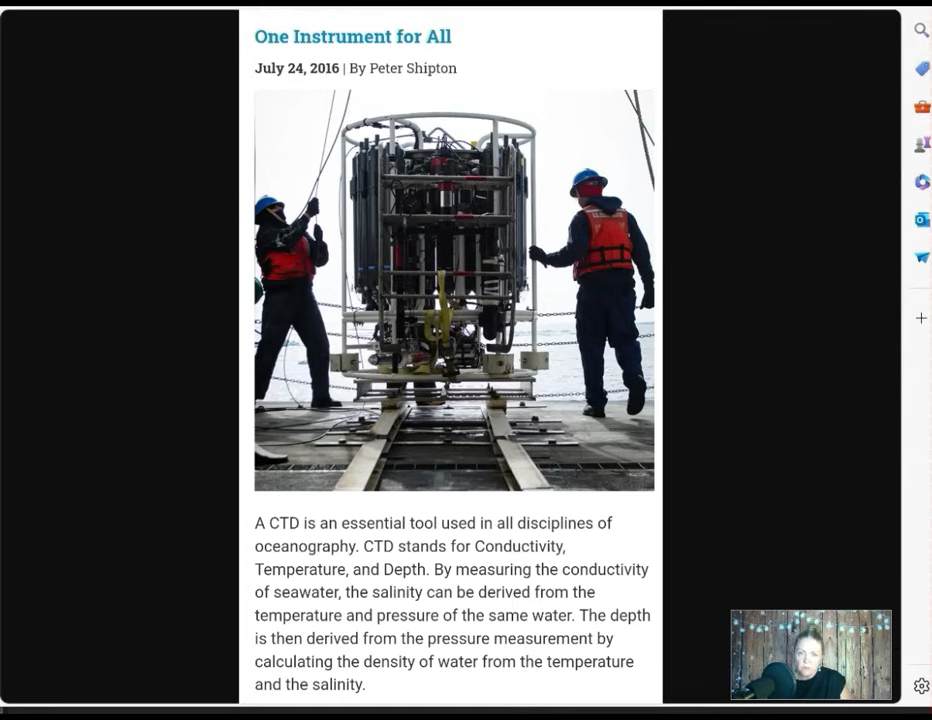 One Instrument for All
July 24, 2016 | By Peter Shipton
A CTD is an essential tool used in all disciplines of
oceanography. CTD stands for Conductivity,
Temperature, and Depth. By measuring the conductivity
of seawater, the salinity can be derived from the
temperature and pressure of the same water. The depth
is then derived from the pressure measurement by
calculating the density of water from the temperature
and the salinity.